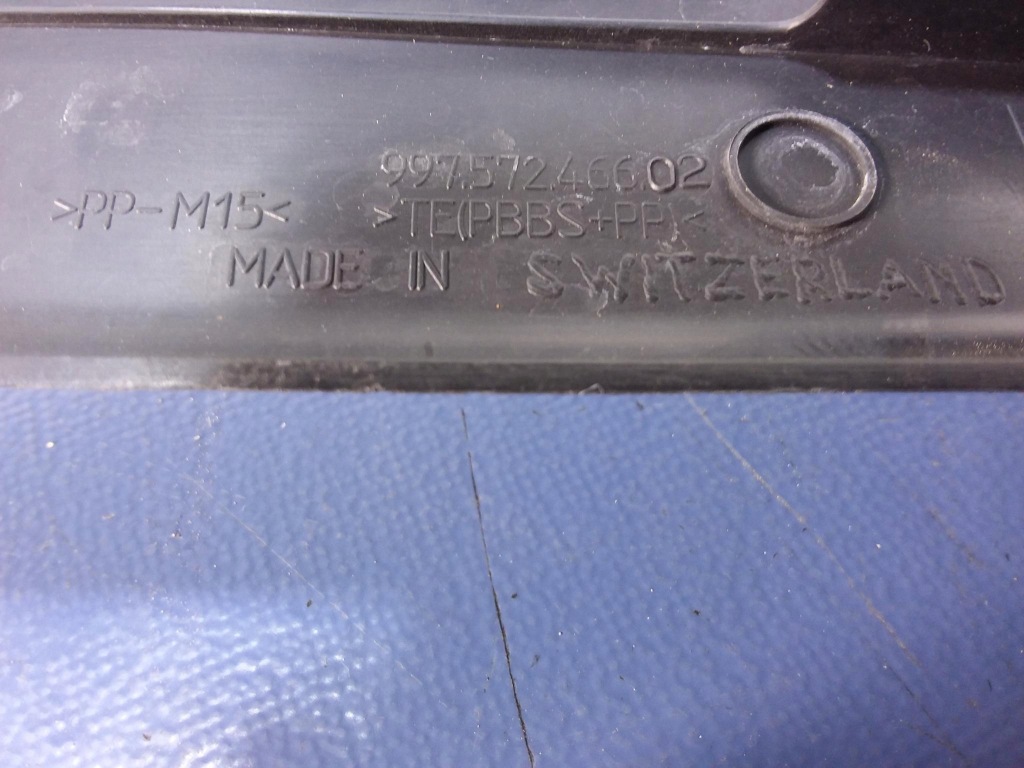 997.572.466.02
>PP-M15< >TE(PBBS+PP)<
MADE IN SWITZERLAND